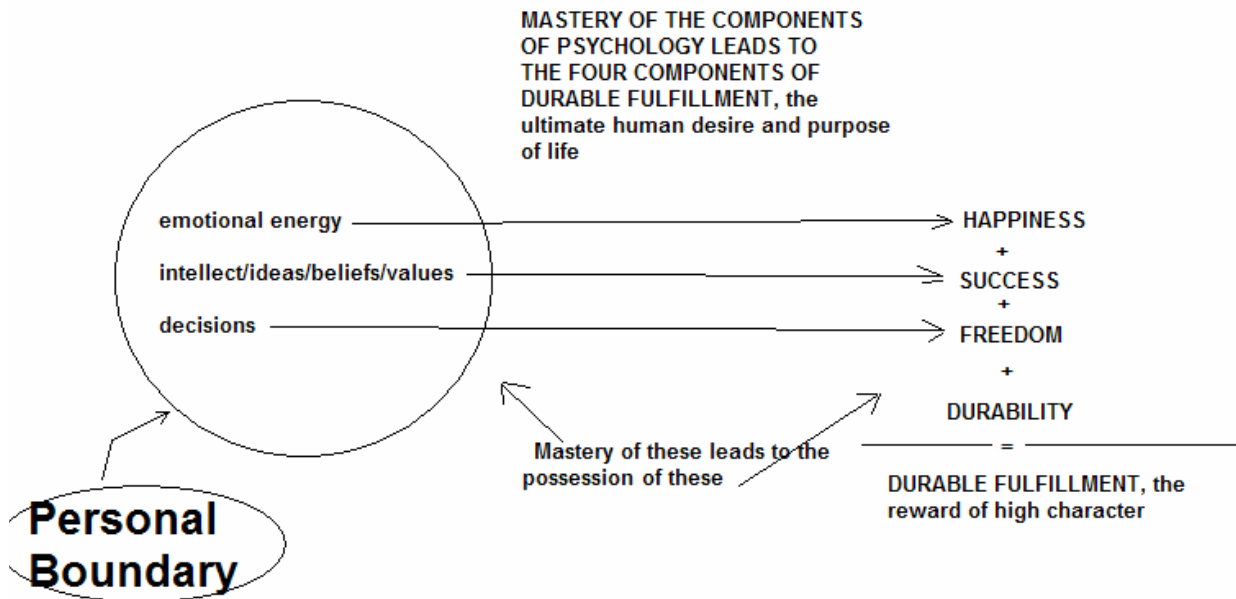 MASTERY OF THE COMPONENTS
OF PSYCHOLOGY LEADS TO
THE FOUR COMPONENTS OF
DURABLE FULFILLMENT, the
ultimate human desire and purpose
of life
emotional energy
HAPPINESS
+
intellect/ideas/beliefs/values
SUCCESS
+
decisions
FREEDOM
+
DURABILITY
=
Mastery of these leads to the
possession of these
DURABLE FULFILLMENT, the
reward of high character
Personal
Boundary